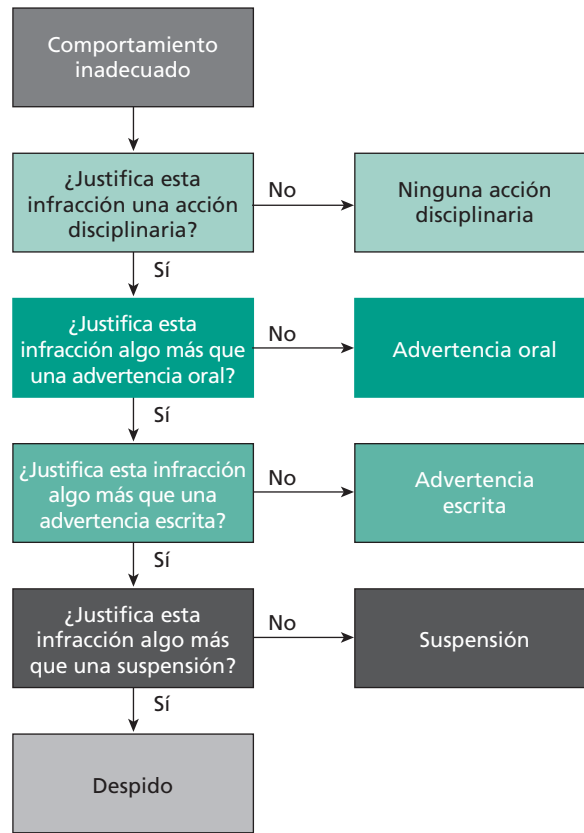 Comportamiento
inadecuado
¿Justifica esta
infracción una acción
disciplinaria?
No
Ninguna acción
disciplinaria
Sí
¿Justifica esta
infracción algo más que
una advertencia oral?
No
Advertencia oral
Sí
¿Justifica esta infracción
algo más que una
advertencia escrita?
No
Advertencia
escrita
Sí
¿Justifica esta
infracción algo más
que una suspensión?
No
Suspensión
Sí
Despido